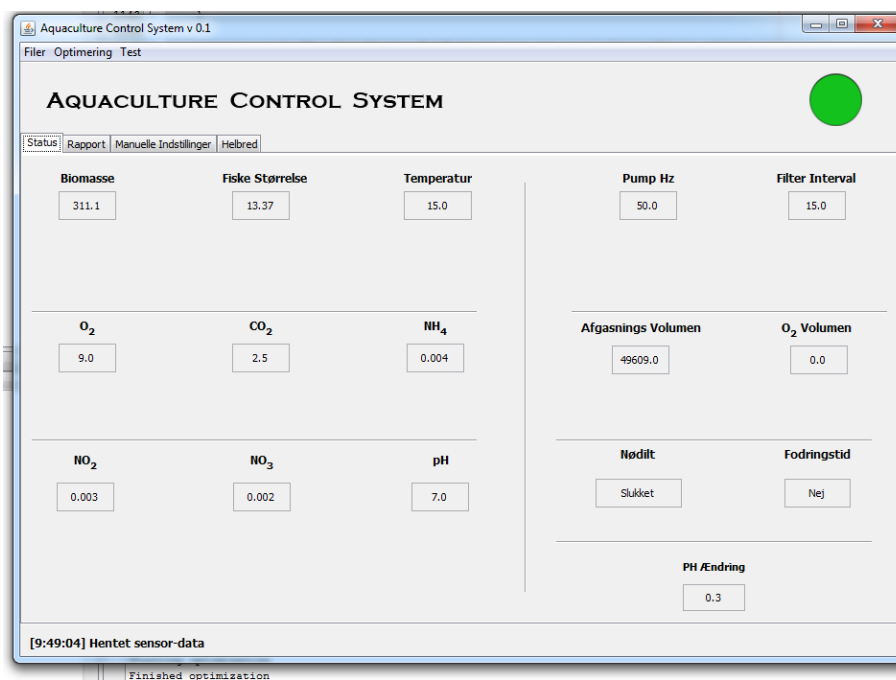 Aquaculture Control System v 0.1
Filer Optimering Test
AQUACULTURE CONTROL SYSTEM
Status Rapport Manuelle Indstillinger Helbred
Biomasse Fiske Størrelse Temperatur Pump Hz Filter Interval
311.1 13.37 15.0 50.0 15.0
O₂ CO₂ NH₄ Afgasnings Volumen O₂ Volumen
9.0 2.5 0.004 49609.0 0.0
NO₂ NO₃ pH Nødilt Fodringstid
0.003 0.002 7.0 Slukket Nej
PH Ændring
0.3
[9:49:04] Hentet sensor-data
Finished optimization